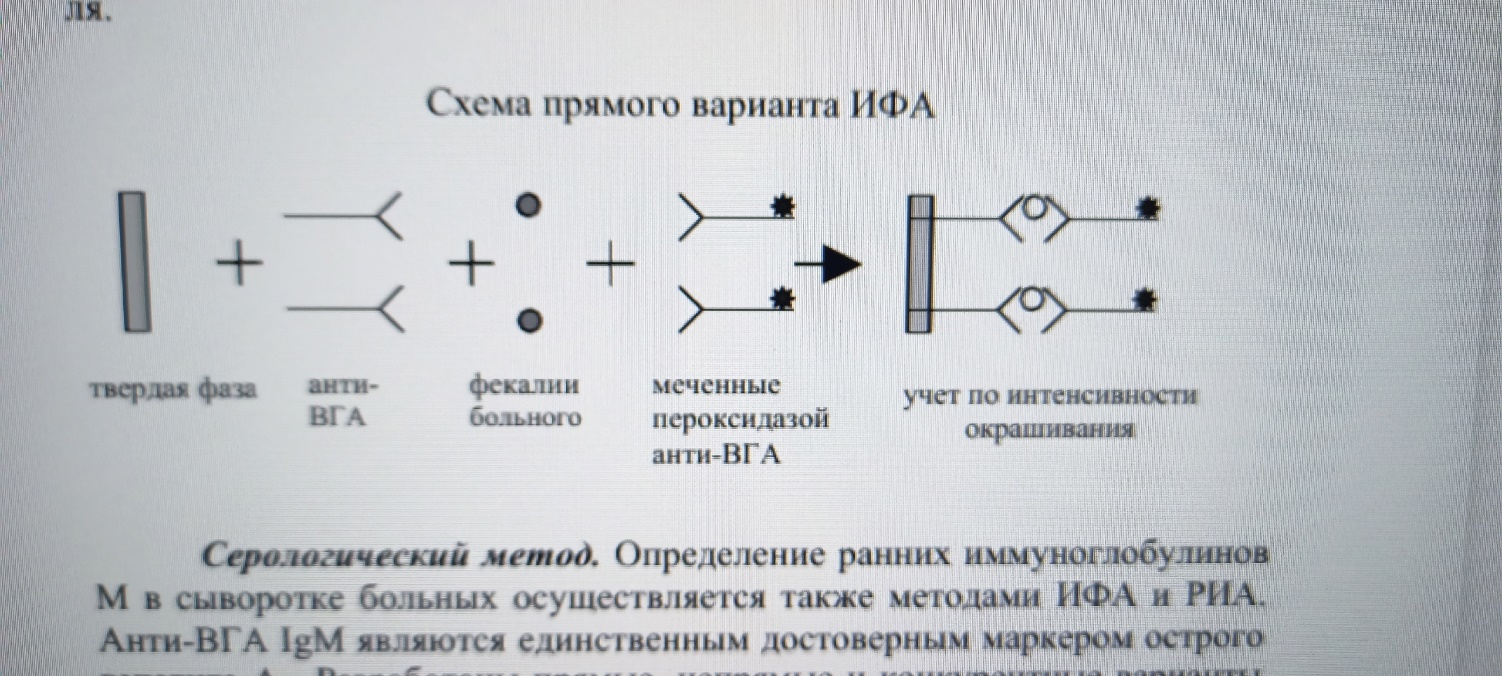 ля.
Схема прямого варианта ИФА
твердая фаза
анти-
ВГА
фекалии
больного
меченные
пероксидазой
анти-ВГА
учет по интенсивности
окрашивания
Серологический метод. Определение ранних иммуноглобулинов
М в сыворотке больных осуществляется также методами ИФА и РИА.
Анти-ВГА IgM являются единственным достоверным маркером острого